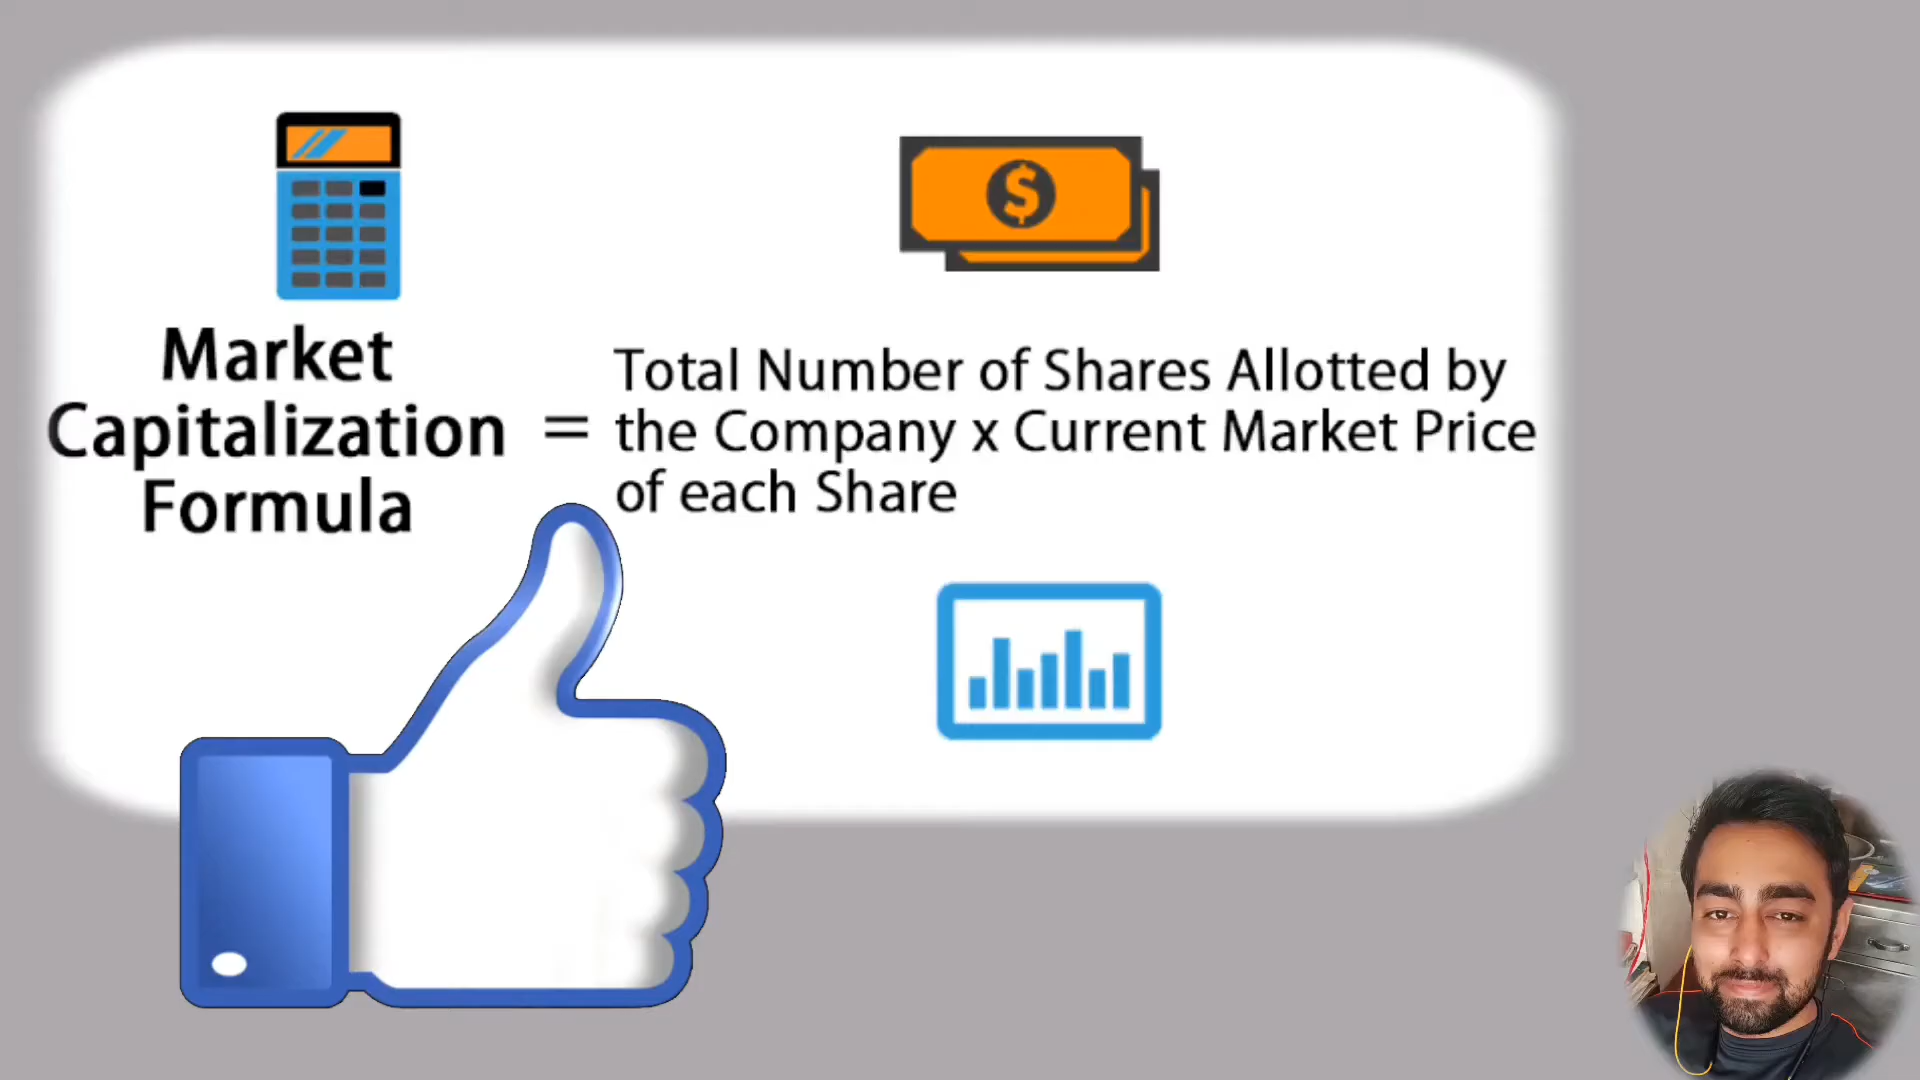 Market
Capitalization
Formula
=
Total Number of Shares Allotted by
the Company x Current Market Price
of each Share
$